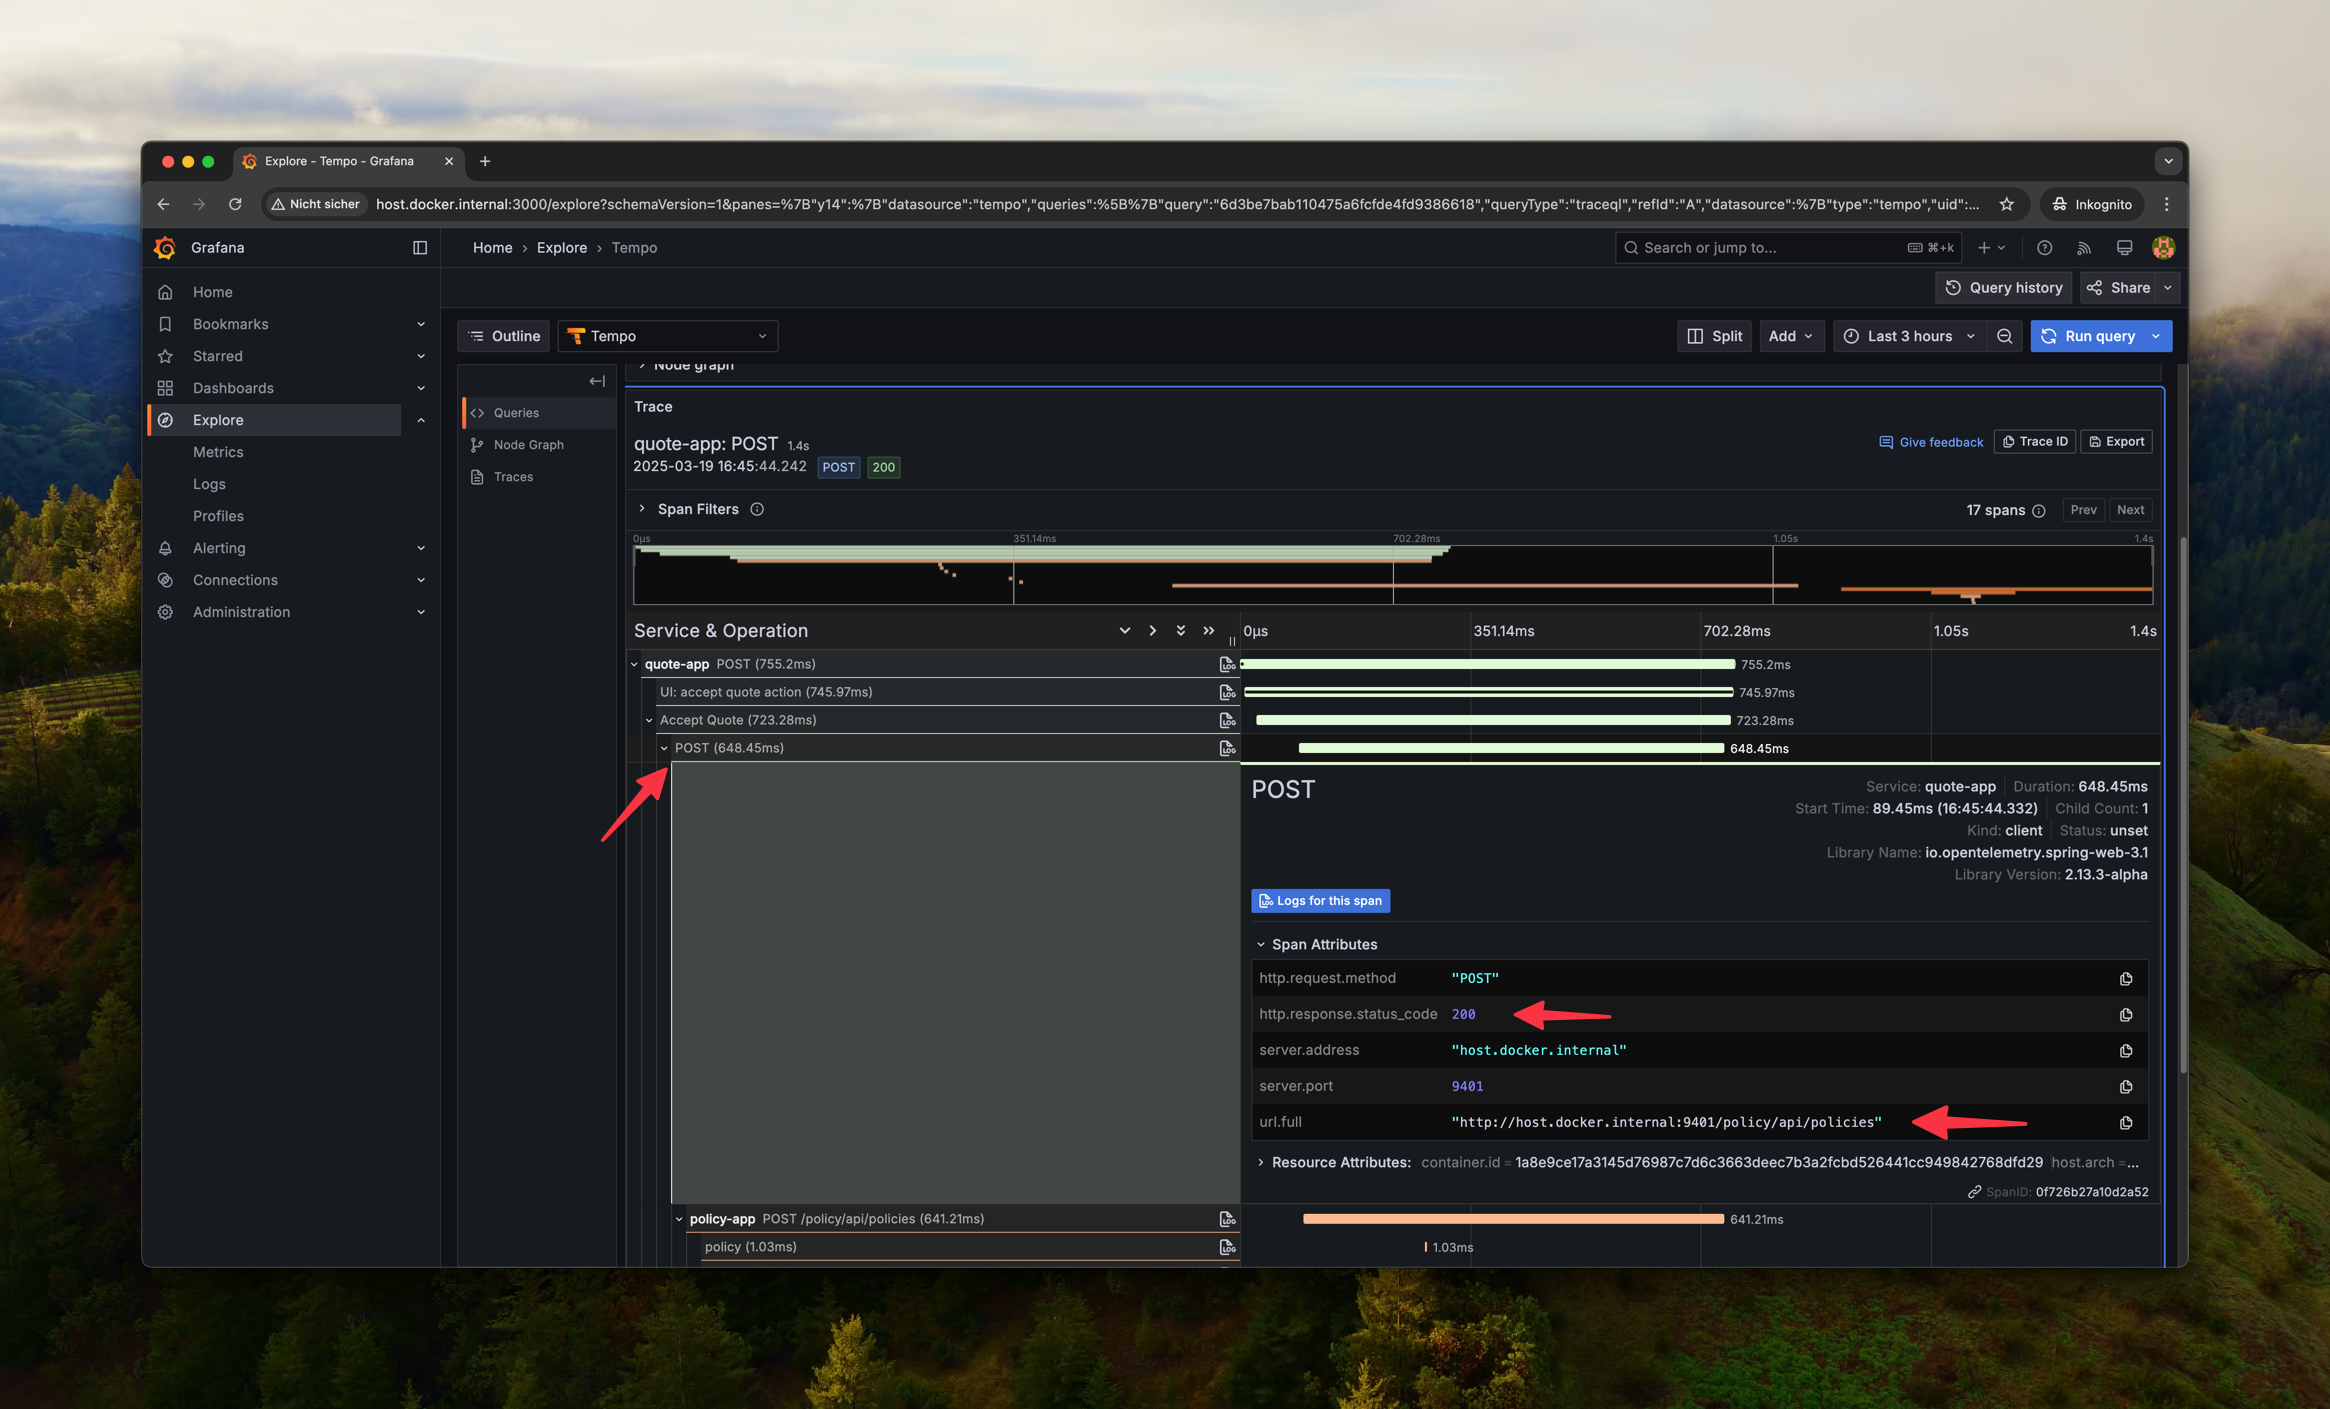 Explore - Tempo - Grafana
Nicht sicher host.docker.internal:3000/explore?schemaVersion=1&panes=%7B"y14":%7B"datasource":"tempo","queries":%5B%7B"query":"6d3be7bab110475a6fcfde4fd9386618","queryType":"traceql","refId":"A","datasource":%7B"type":"tempo","uid":... Inkognito
Grafana
Home › Explore › Tempo
Search or jump to... ⌘+k
Query history
Share
Home
Bookmarks
Starred
Dashboards
Explore
Metrics
Logs
Profiles
Alerting
Connections
Administration
Outline
Tempo
Split
Add
Last 3 hours
Run query
Queries
Node Graph
Traces
Node graph
Trace
quote-app: POST 1.4s
2025-03-19 16:45:44.242 POST 200
Give feedback
Trace ID
Export
Span Filters
17 spans
Prev
Next
0μs 351.14ms 702.28ms 1.05s 1.4s
Service & Operation
0μs 351.14ms 702.28ms 1.05s 1.4s
quote-app POST (755.2ms) 755.2ms
UI: accept quote action (745.97ms) 745.97ms
Accept Quote (723.28ms) 723.28ms
POST (648.45ms) 648.45ms
POST
Service: quote-app Duration: 648.45ms
Start Time: 89.45ms (16:45:44.332) Child Count: 1
Kind: client Status: unset
Library Name: io.opentelemetry.spring-web-3.1
Library Version: 2.13.3-alpha
Logs for this span
Span Attributes
http.request.method "POST"
http.response.status_code 200
server.address "host.docker.internal"
server.port 9401
url.full "http://host.docker.internal:9401/policy/api/policies"
Resource Attributes: container.id = 1a8e9ce17a3145d76987c7d6c3663deec7b3a2fcbd526441cc949842768dfd29 host.arch =...
SpanID: 0f726b27a10d2a52
policy-app POST /policy/api/policies (641.21ms) 641.21ms
policy (1.03ms) 1.03ms